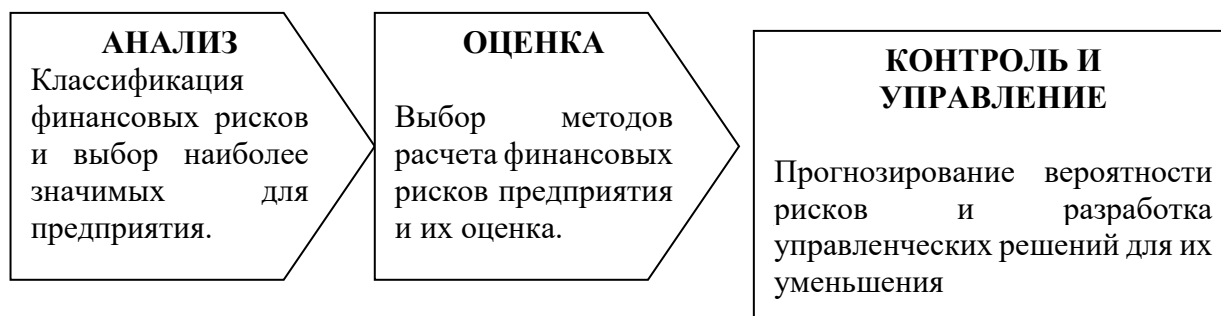 АНАЛИЗ
Классификация
финансовых рисков
и выбор наиболее
значимых для
предприятия.
ОЦЕНКА
Выбор методов
расчета финансовых
рисков предприятия
и их оценка.
КОНТРОЛЬ И
УПРАВЛЕНИЕ
Прогнозирование вероятности
рисков и разработка
управленческих решений для их
уменьшения